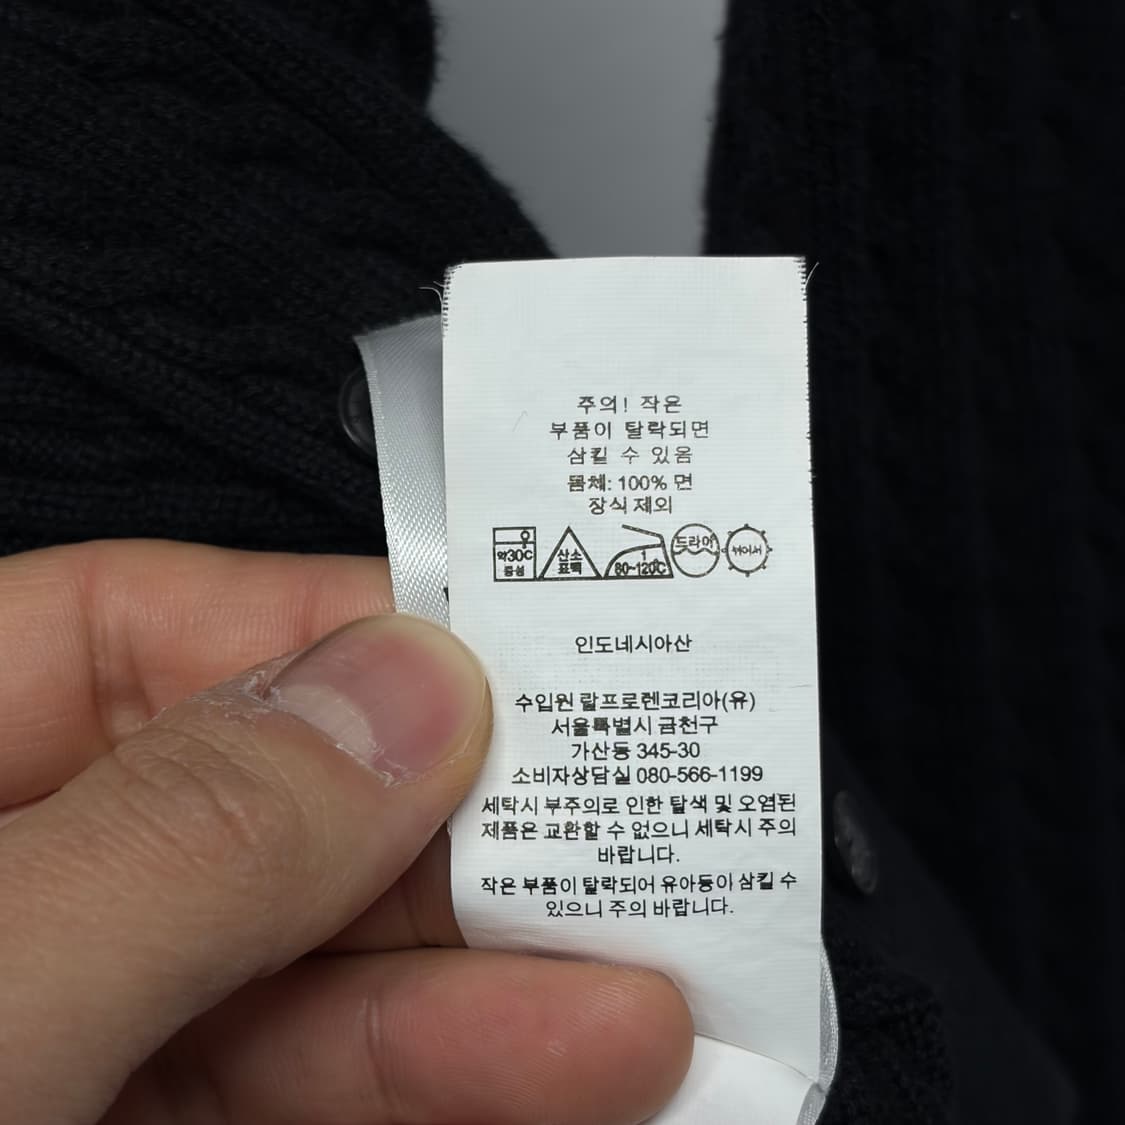 주의! 작은
부품이 탈락되면
삼킬 수 있음
몸체: 100% 면
장식 제외
약30C
중성
산소
표백
1
80~120C
드라이
뉘어서
인도네시아산
수입원 랄프로렌코리아(유)
서울특별시 금천구
가산동 345-30
소비자상담실 080-566-1199
세탁시 부주의로 인한 탈색 및 오염된
제품은 교환할 수 없으니 세탁시 주의
바랍니다.
작은 부품이 탈락되어 유아등이 삼킬 수
있으니 주의 바랍니다.